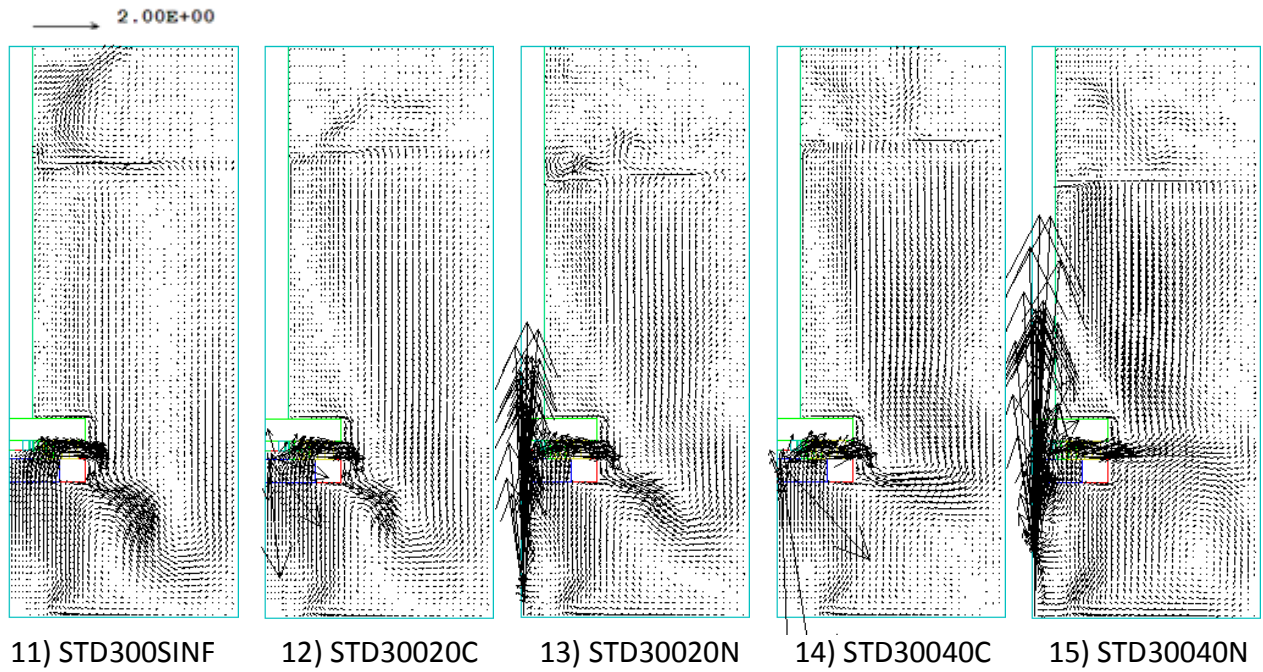 2.00E+00
11) STD300SINF
12) STD30020C
13) STD30020N
14) STD30040C
15) STD30040N